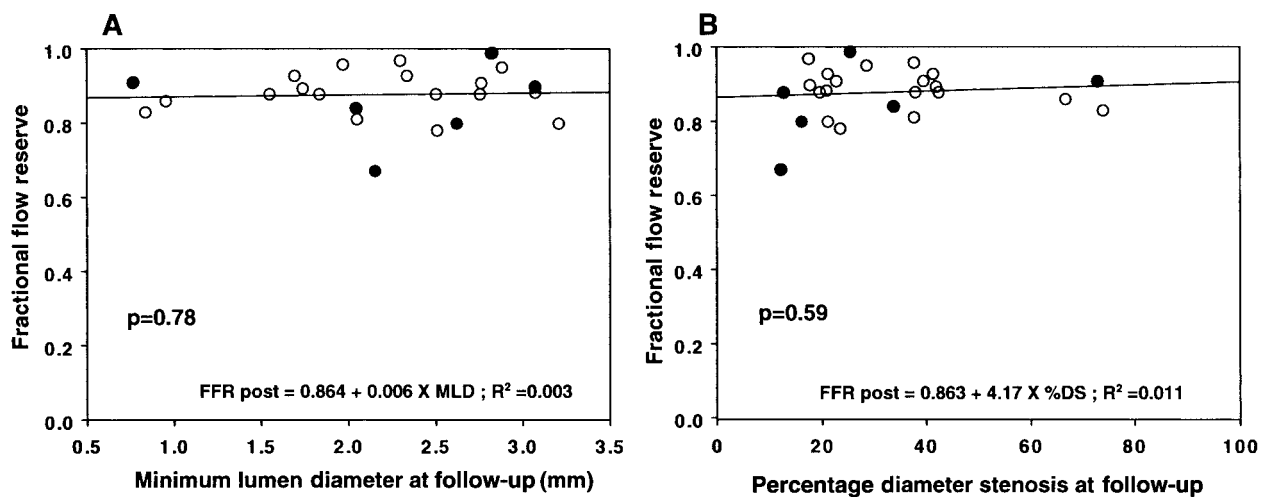 A
1.0
0.8
0.6
0.4
0.2
0.0
Fractional flow reserve
p=0.78
FFR post = 0.864 + 0.006 X MLD ; R² =0.003
0.5 1.0 1.5 2.0 2.5 3.0 3.5
Minimum lumen diameter at follow-up (mm)
B
1.0
0.8
0.6
0.4
0.2
0.0
Fractional flow reserve
p=0.59
FFR post = 0.863 + 4.17 X %DS ; R² =0.011
0 20 40 60 80 100
Percentage diameter stenosis at follow-up